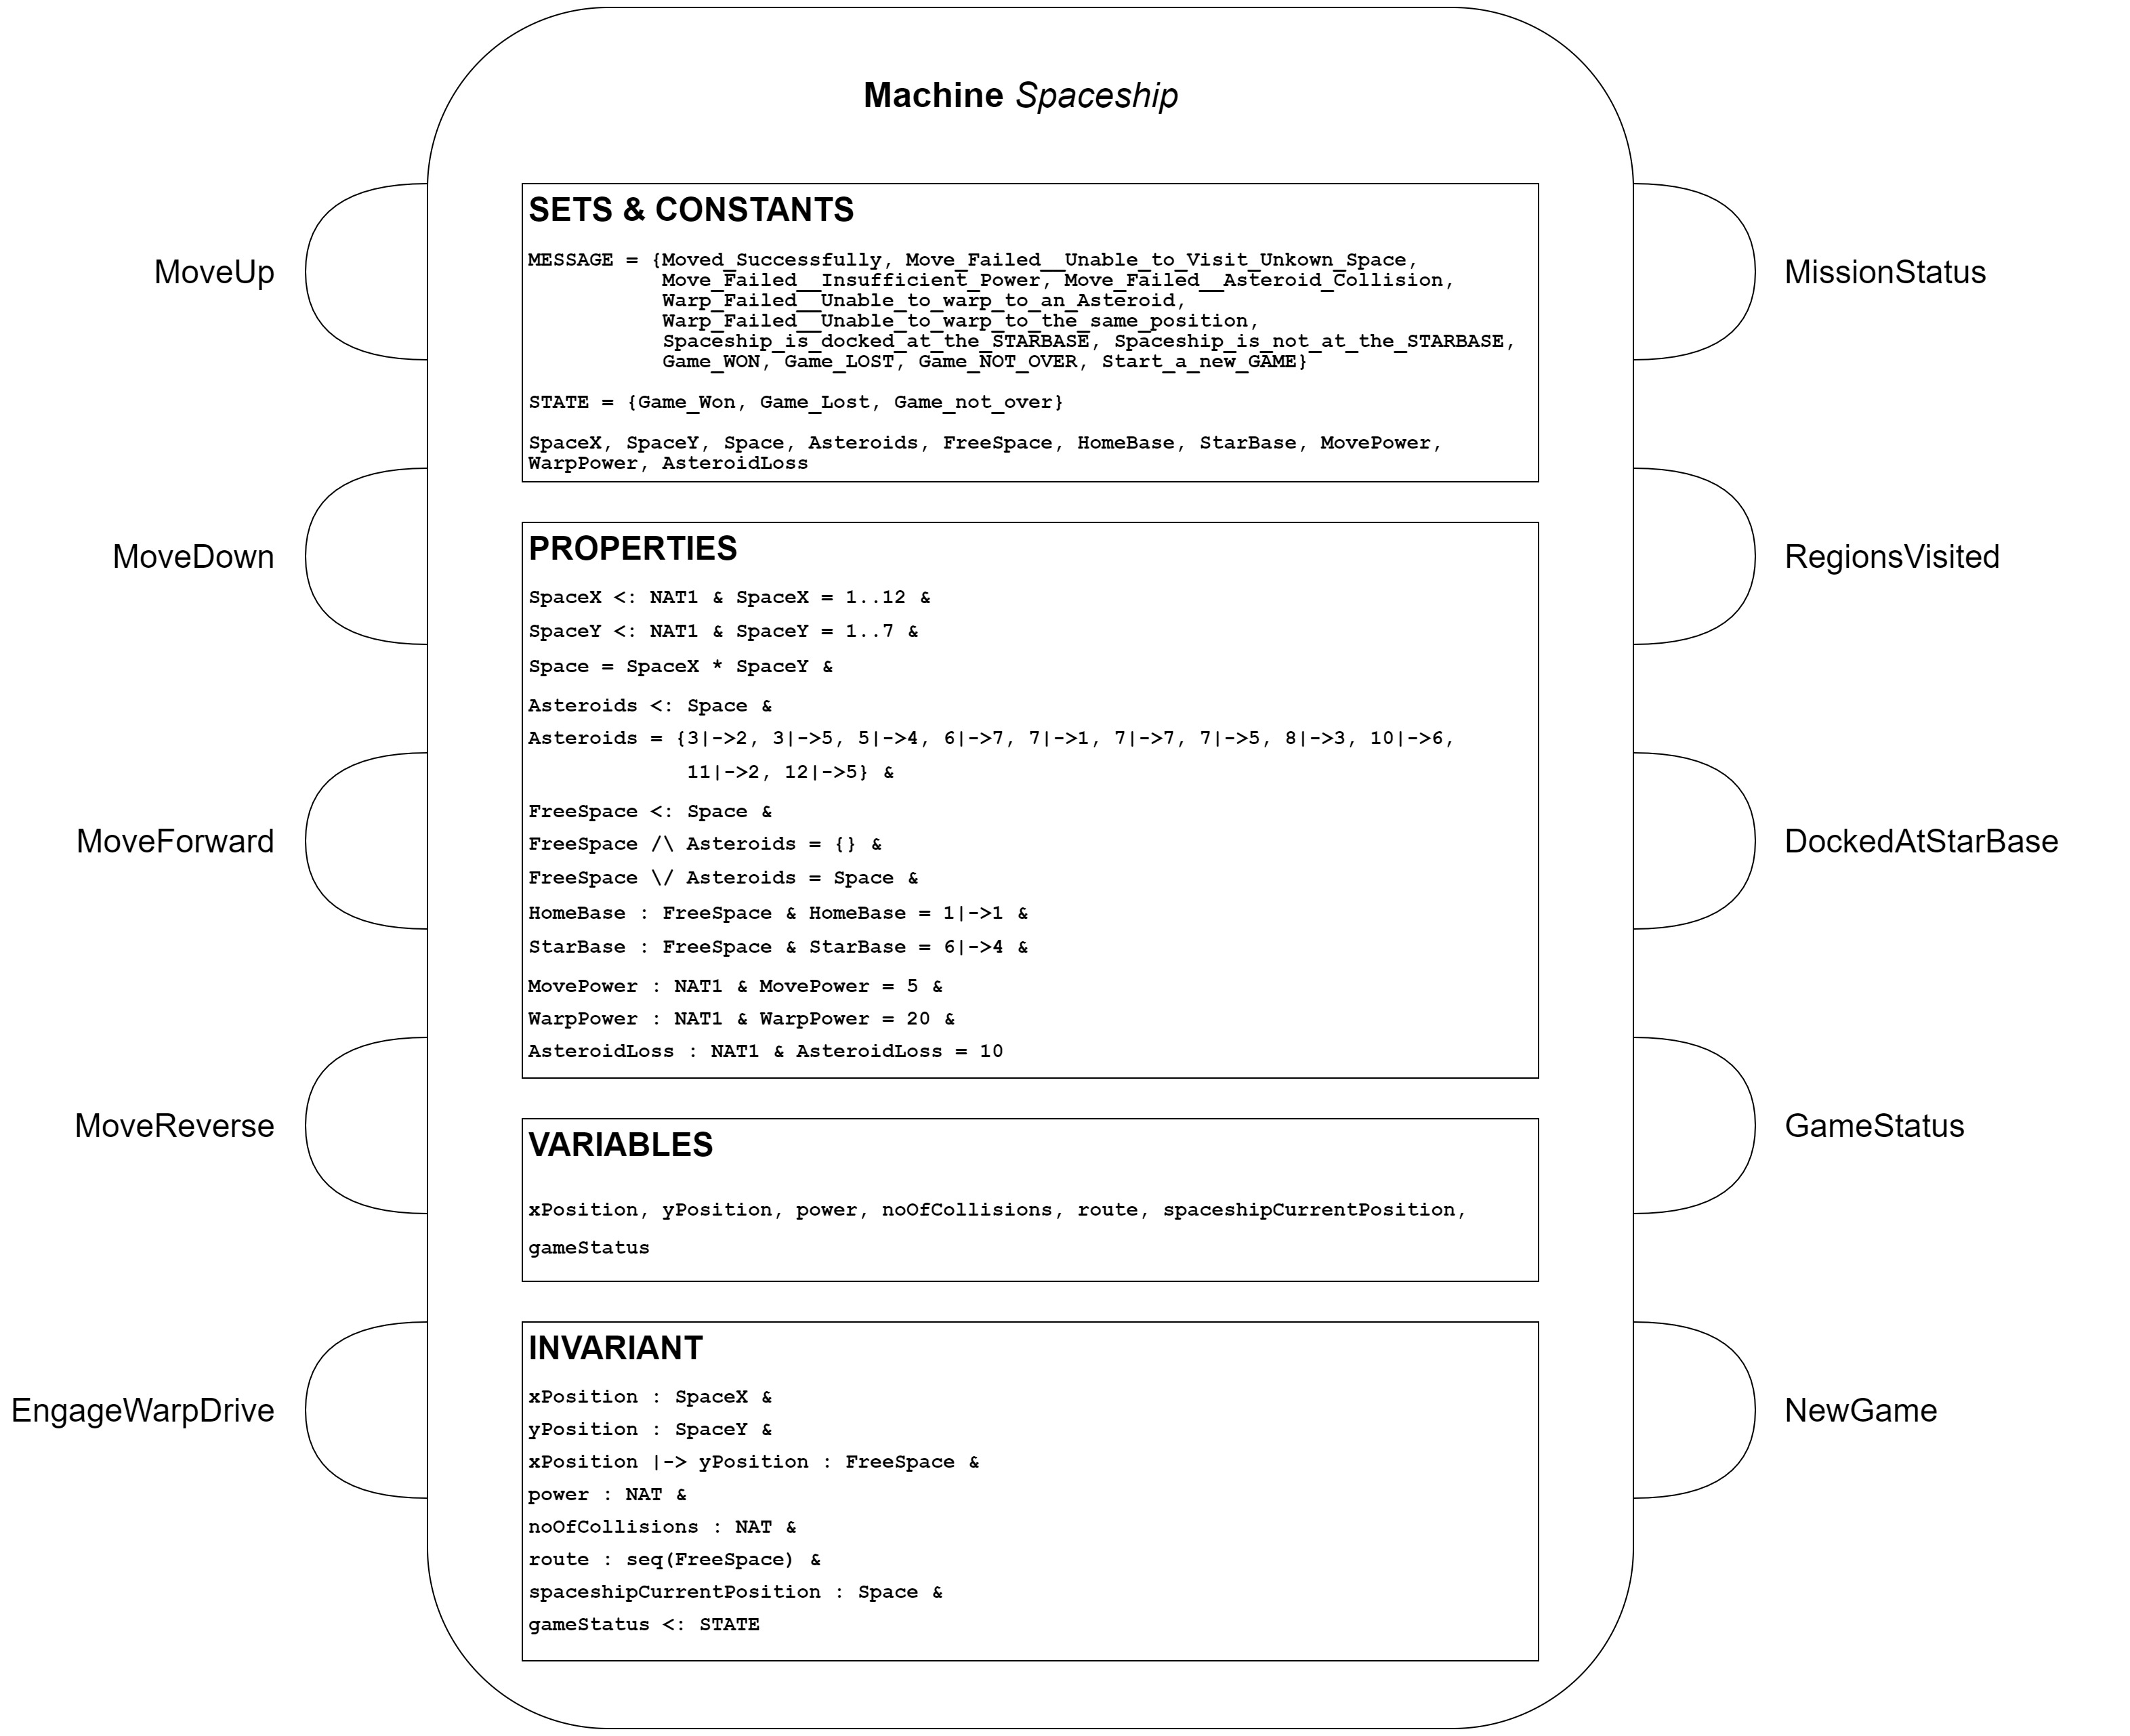 Machine Spaceship
MoveUp
MoveDown
MoveForward
MoveReverse
EngageWarpDrive
SETS & CONSTANTS
MESSAGE = {Moved_Successfully, Move_Failed__Unable_to_Visit_Unkown_Space,
Move_Failed__Insufficient_Power, Move_Failed__Asteroid_Collision,
Warp_Failed__Unable_to_warp_to_an_Asteroid,
Warp_Failed__Unable_to_warp_to_the_same_position,
Spaceship_is_docked_at_the_STARBASE, Spaceship_is_not_at_the_STARBASE,
Game_WON, Game_LOST, Game_NOT_OVER, Start_a_new_GAME}
STATE = {Game_Won, Game_Lost, Game_not_over}
SpaceX, SpaceY, Space, Asteroids, FreeSpace, HomeBase, StarBase, MovePower,
WarpPower, AsteroidLoss
PROPERTIES
SpaceX <: NAT1 & SpaceX = 1..12 &
SpaceY <: NAT1 & SpaceY = 1..7 &
Space = SpaceX * SpaceY &
Asteroids <: Space &
Asteroids = {3|->2, 3|->5, 5|->4, 6|->7, 7|->1, 7|->7, 7|->5, 8|->3, 10|->6,
11|->2, 12|->5} &
FreeSpace <: Space &
FreeSpace /\ Asteroids = {} &
FreeSpace \/ Asteroids = Space &
HomeBase : FreeSpace & HomeBase = 1|->1 &
StarBase : FreeSpace & StarBase = 6|->4 &
MovePower : NAT1 & MovePower = 5 &
WarpPower : NAT1 & WarpPower = 20 &
AsteroidLoss : NAT1 & AsteroidLoss = 10
VARIABLES
xPosition, yPosition, power, noOfCollisions, route, spaceshipCurrentPosition,
gameStatus
INVARIANT
xPosition : SpaceX &
yPosition : SpaceY &
xPosition |-> yPosition : FreeSpace &
power : NAT &
noOfCollisions : NAT &
route : seq(FreeSpace) &
spaceshipCurrentPosition : Space &
gameStatus <: STATE
MissionStatus
RegionsVisited
DockedAtStarBase
GameStatus
NewGame